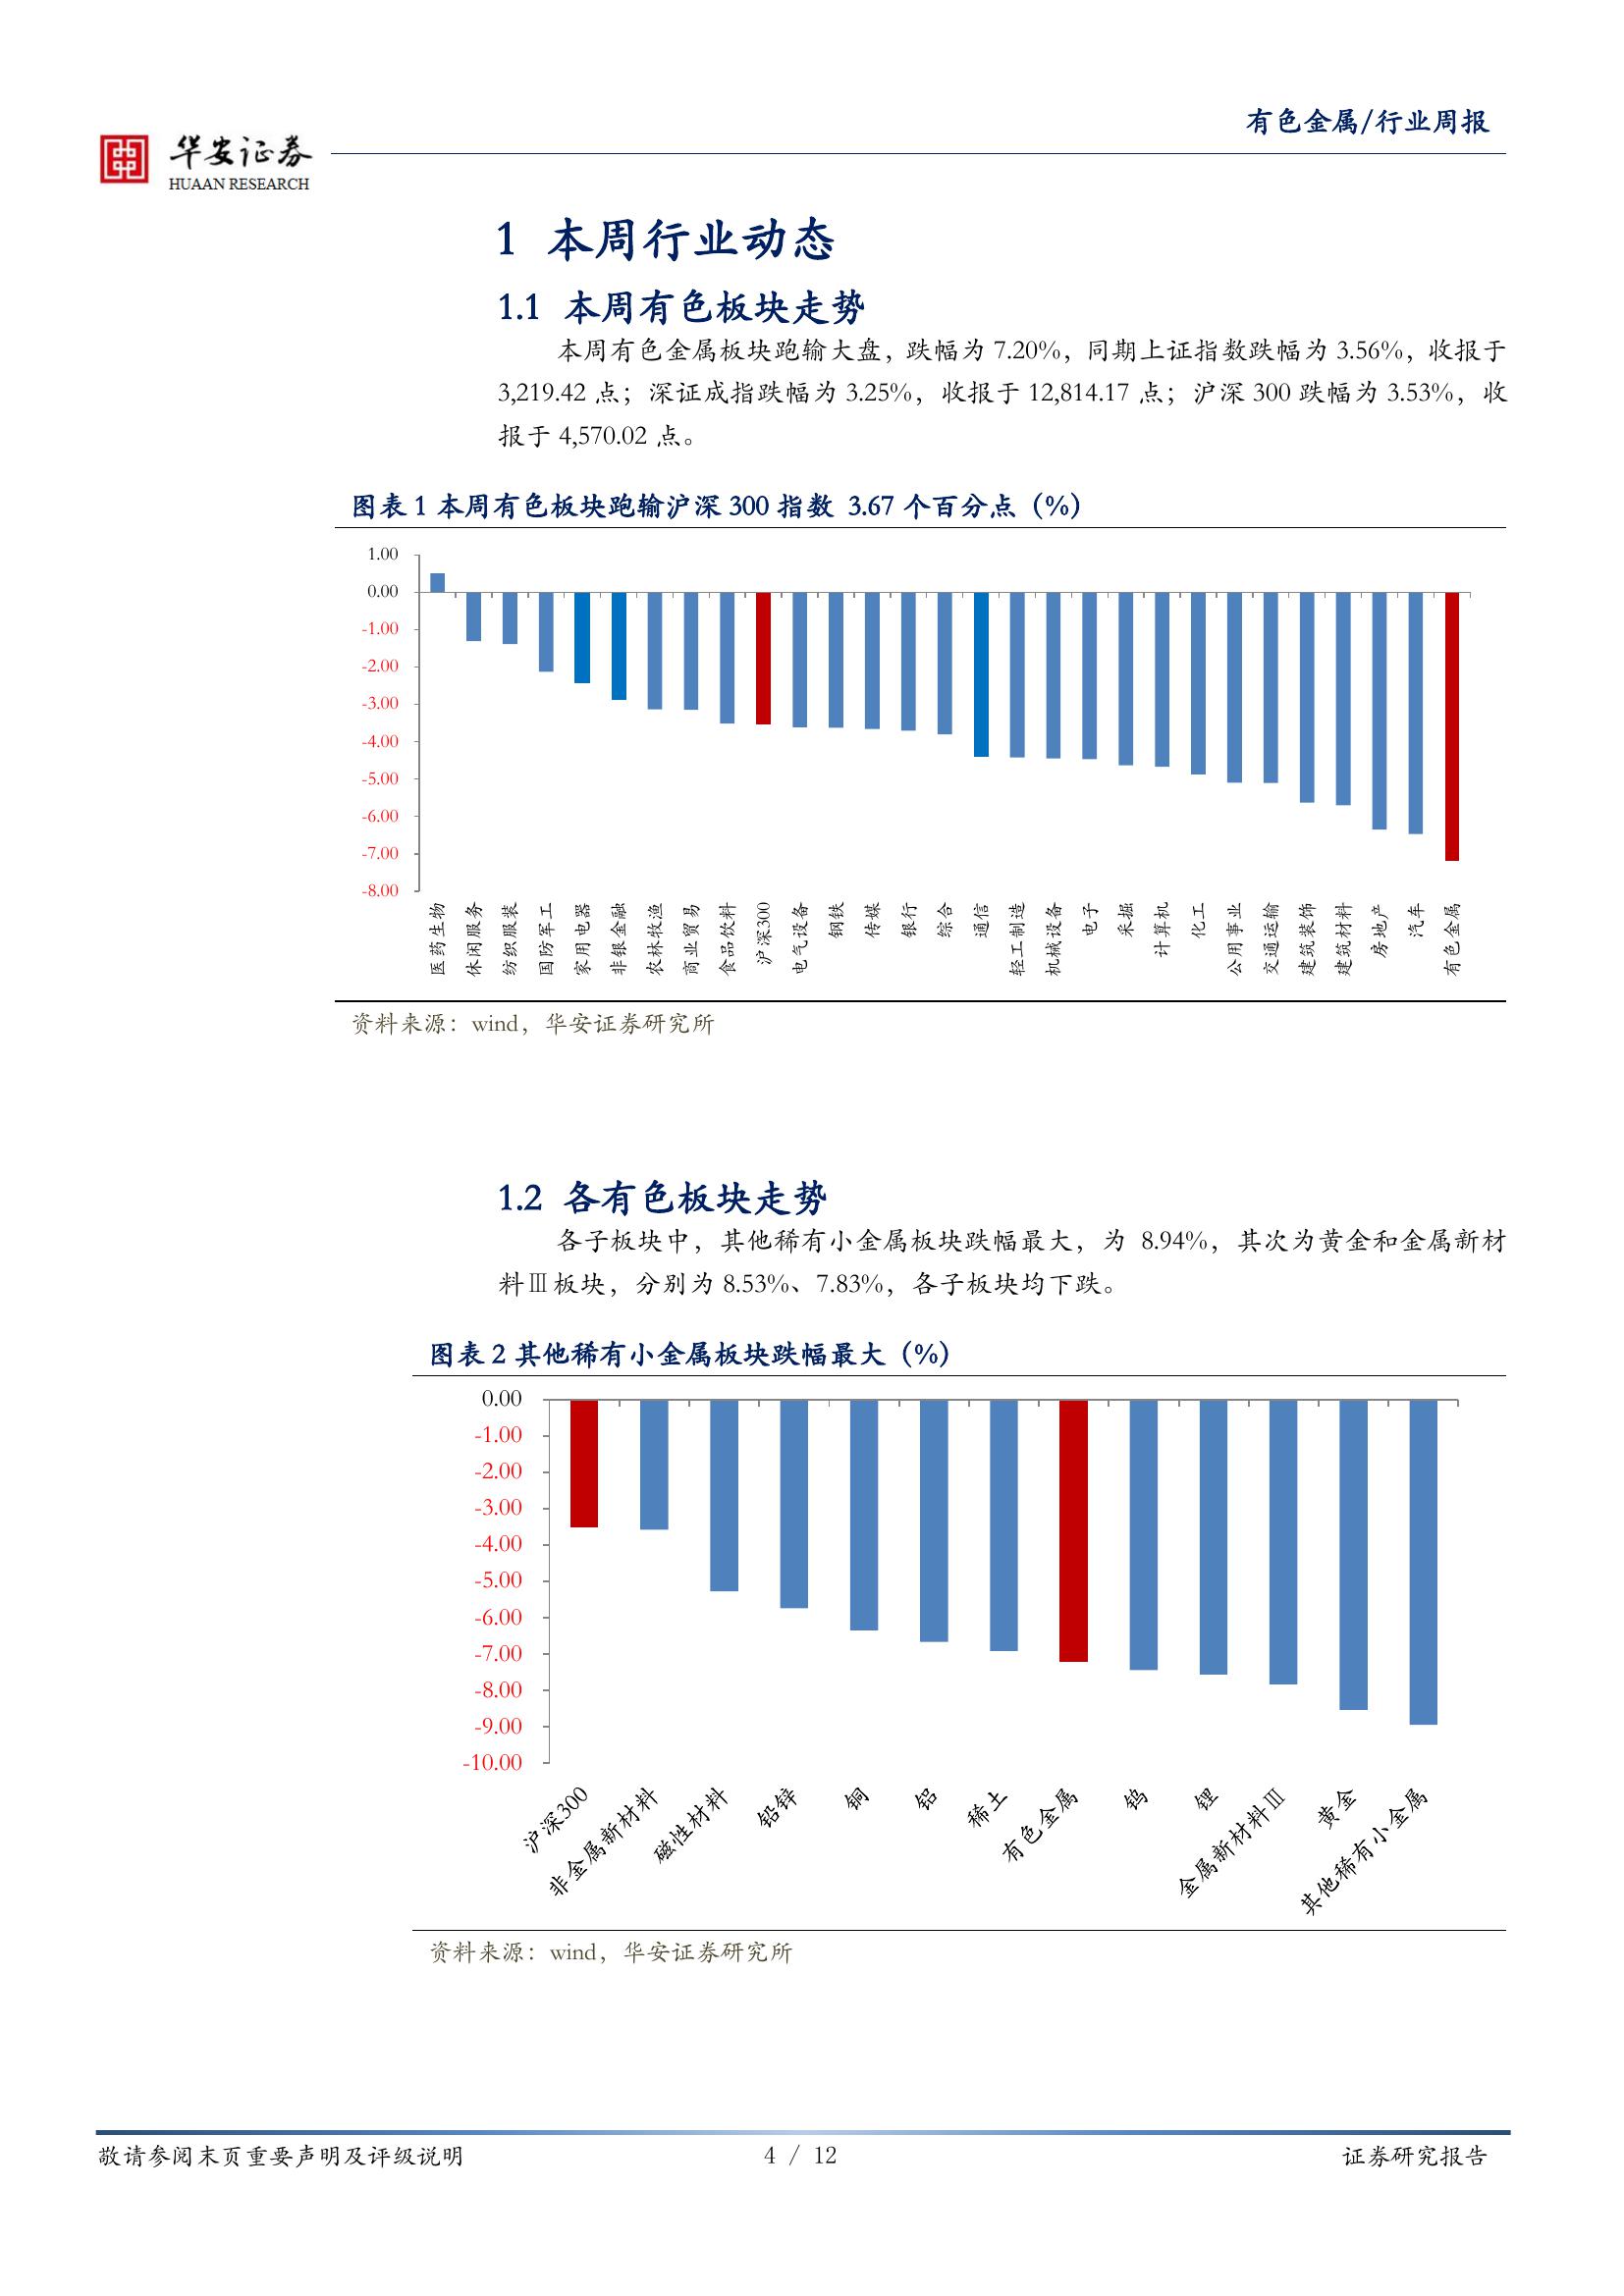 有色金属/行业周报
华安证券
HUAAN RESEARCH
1 本周行业动态
1.1 本周有色板块走势
本周有色金属板块跑输大盘，跌幅为 7.20%，同期上证指数跌幅为 3.56%，收报于
3,219.42 点；深证成指跌幅为 3.25%，收报于 12,814.17 点；沪深 300 跌幅为 3.53%，收
报于 4,570.02 点。
图表 1 本周有色板块跑输沪深 300 指数 3.67 个百分点（%）
1.00
0.00
-1.00
-2.00
-3.00
-4.00
-5.00
-6.00
-7.00
-8.00
医药生物
休闲服务
纺织服装
国防军工
家用电器
非银金融
农林牧渔
商业贸易
食品饮料
沪深300
电气设备
钢铁
传媒
银行
综合
通信
轻工制造
机械设备
电子
采掘
计算机
化工
公用事业
交通运输
建筑装饰
建筑材料
房地产
汽车
有色金属
资料来源：wind，华安证券研究所
1.2 各有色板块走势
各子板块中，其他稀有小金属板块跌幅最大，为 8.94%，其次为黄金和金属新材
料Ⅲ板块，分别为 8.53%、7.83%，各子板块均下跌。
图表 2 其他稀有小金属板块跌幅最大（%）
0.00
-1.00
-2.00
-3.00
-4.00
-5.00
-6.00
-7.00
-8.00
-9.00
-10.00
沪深300
非金属新材料
磁性材料
铅锌
铜
铝
稀土
有色金属
钨
锂
金属新材料Ⅲ
黄金
其他稀有小金属
资料来源：wind，华安证券研究所
敬请参阅末页重要声明及评级说明
4 / 12
证券研究报告